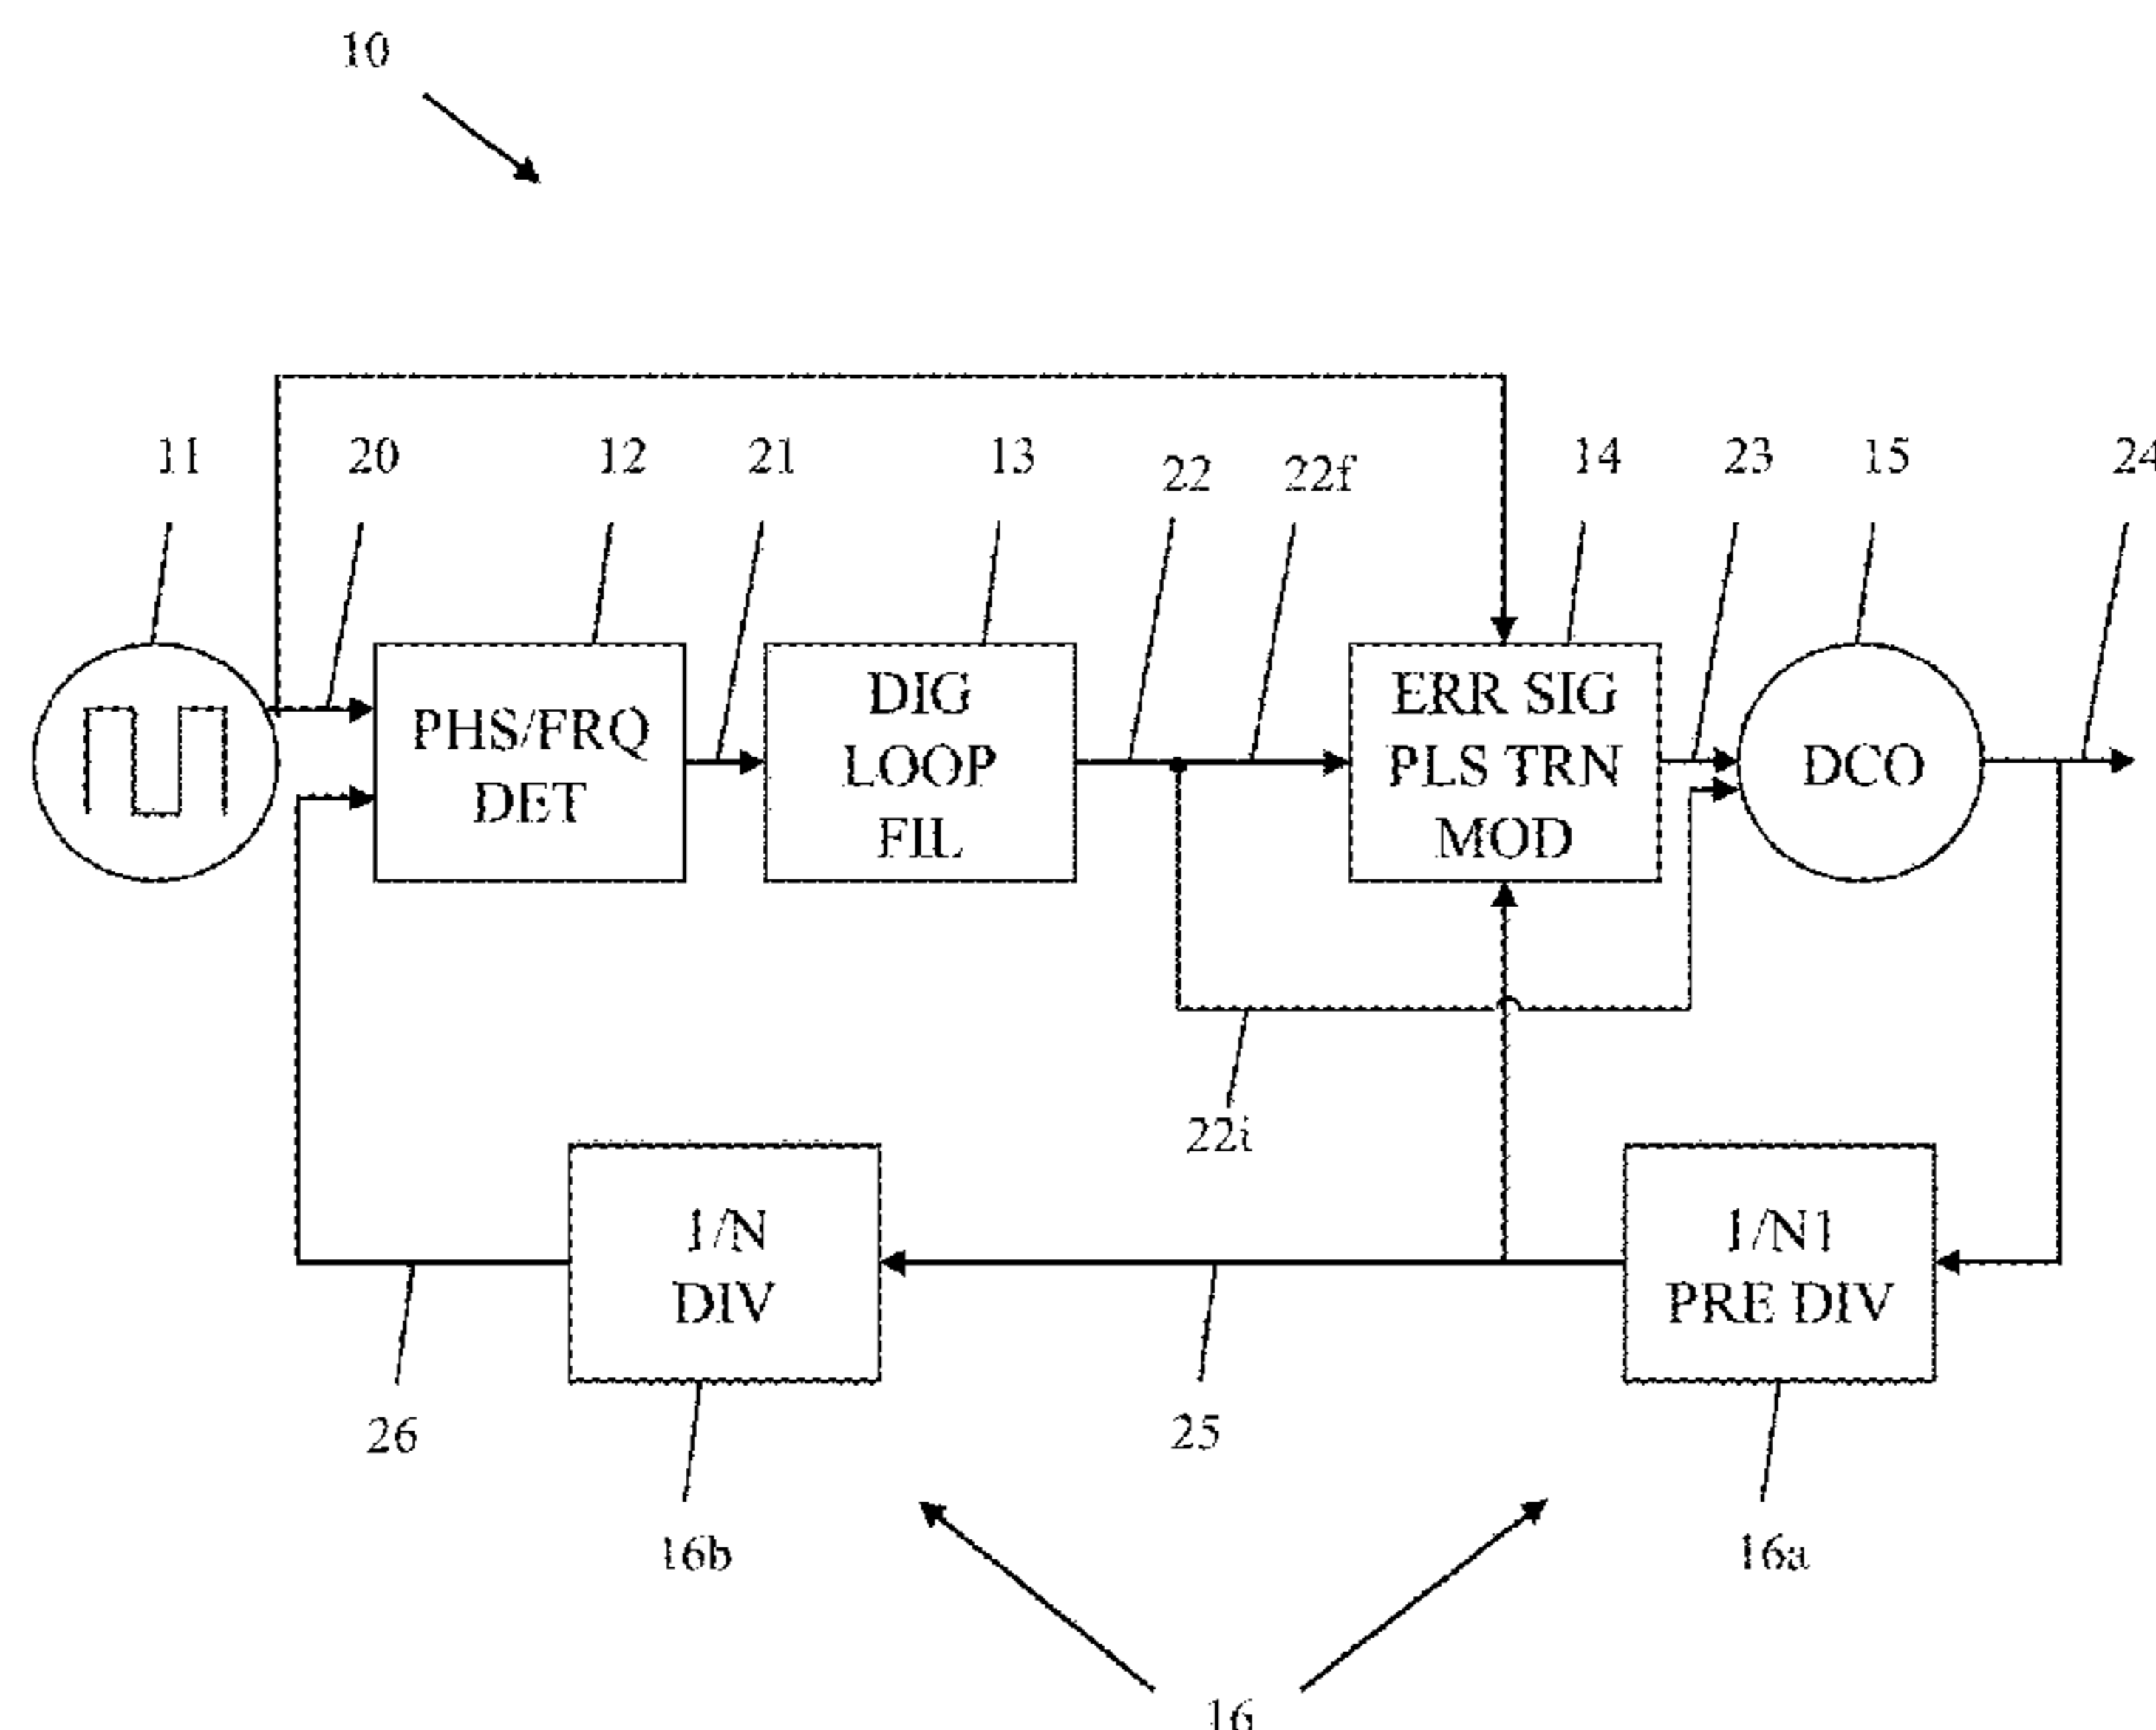 10
11
20
12
21
13
22
22f
14
23
15
24
PHS/FRQ
DET
DIG
LOOP
FIL
ERR SIG
PLS TRN
MOD
DCO
22i
1/N
DIV
1/N1
PRE DIV
26
25
16b
16a
16